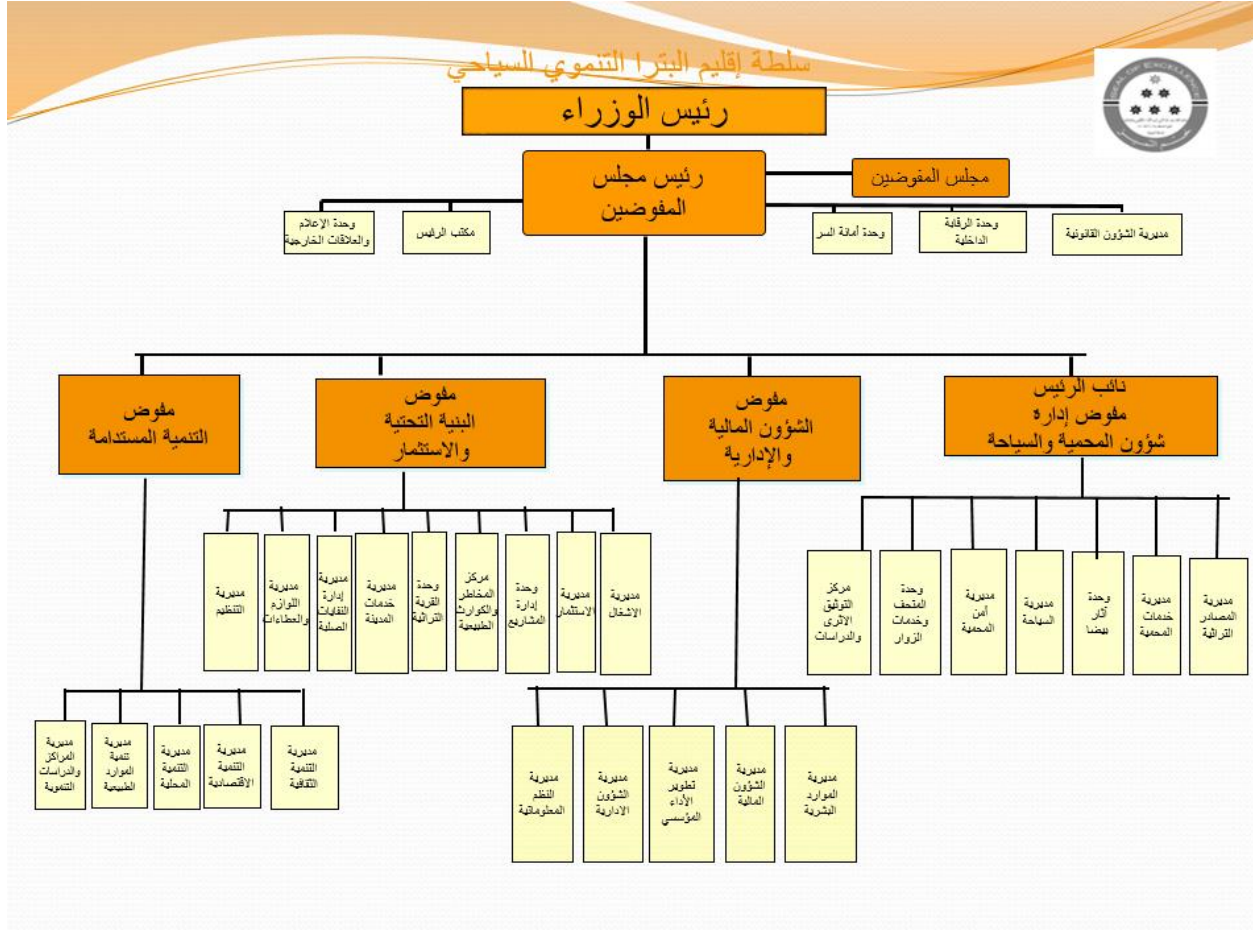 سلطة إقليم البترا التنموي السياحي
رئيس الوزراء
رئيس مجلس
المفوضين
مجلس المفوضين
مديرية الشؤون القانونية
وحدة الرقابة
الداخلية
وحدة أمانة السر
مكتب الرئيس
وحدة الإعلام
والعلاقات الخارجية
نائب الرئيس
مفوض إدارة
شؤون المحمية والسياحة
مفوض
الشؤون المالية
والإدارية
مفوض
البنية التحتية
والاستثمار
مفوض
التنمية المستدامة
مديرية
المصادر
التراثية
مديرية
خدمات
المحمية
وحدة
آثار
بيضا
مديرية
السياحة
مديرية
أمن
المحمية
وحدة
المتحف
وخدمات
الزوار
مركز
التوثيق
الاثرى
والدراسات
مديرية
الاشغال
مديرية
الاستثمار
وحدة
إدارة
المشاريع
مركز
المخاطر
والكوارث
الطبيعية
وحدة
القرية
التراثية
مديرية
خدمات
المدينة
مديرية
إدارة
النفايات
الصلبة
مديرية
اللوازم
والعطاءات
مديرية
التنظيم
مديرية
الموارد
البشرية
مديرية
الشؤون
المالية
مديرية
تطوير
الأداء
المؤسسي
مديرية
الشؤون
الادارية
مديرية
النظم
المعلوماتية
مديرية
التنمية
الثقافية
مديرية
التنمية
الاقتصادية
مديرية
التنمية
المحلية
مديرية
تنمية
الموارد
الطبيعية
مديرية
المراكز
والدراسات
التنموية
SEAL OF EXCELLENCE
ختم التميز